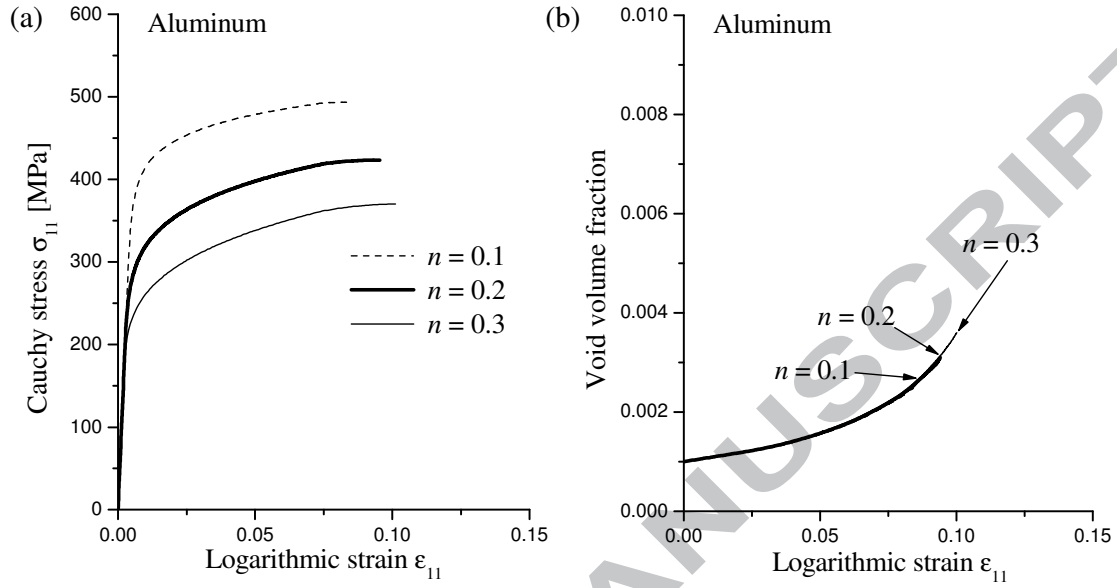 (a)
Aluminum
600
500
400
300
200
100
0
Cauchy stress σ11 [MPa]
n = 0.1
n = 0.2
n = 0.3
0.00
0.05
0.10
0.15
Logarithmic strain ε11
(b)
Aluminum
0.010
0.008
0.006
0.004
0.002
0.000
Void volume fraction
n = 0.3
n = 0.2
n = 0.1
0.00
0.05
0.10
0.15
Logarithmic strain ε11
ANUSCRIPT